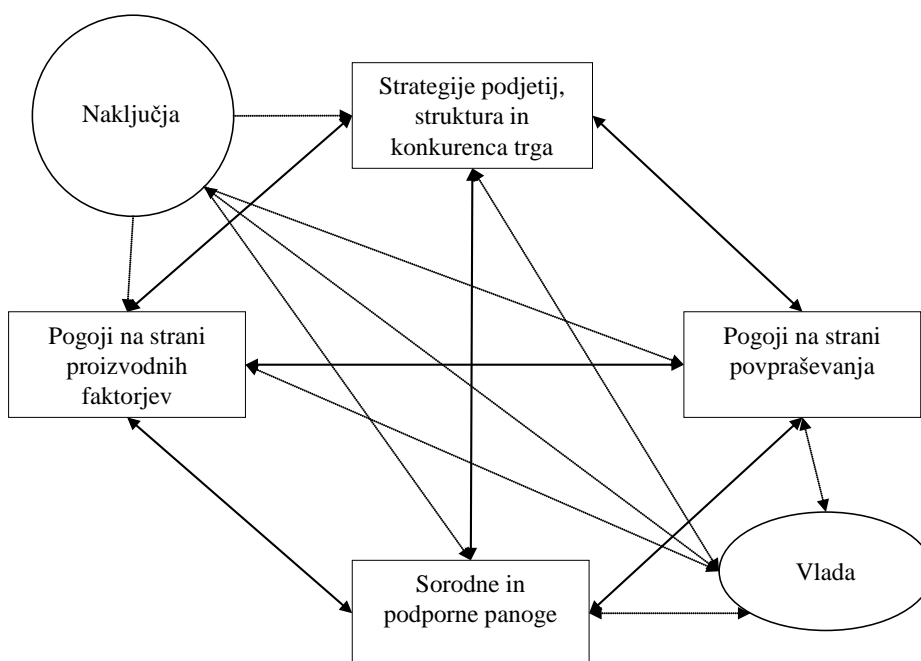 Naključja
Strategije podjetij,
struktura in
konkurenca trga
Pogoji na strani
proizvodnih
faktorjev
Pogoji na strani
povpraševanja
Sorodne in
podporne panoge
Vlada